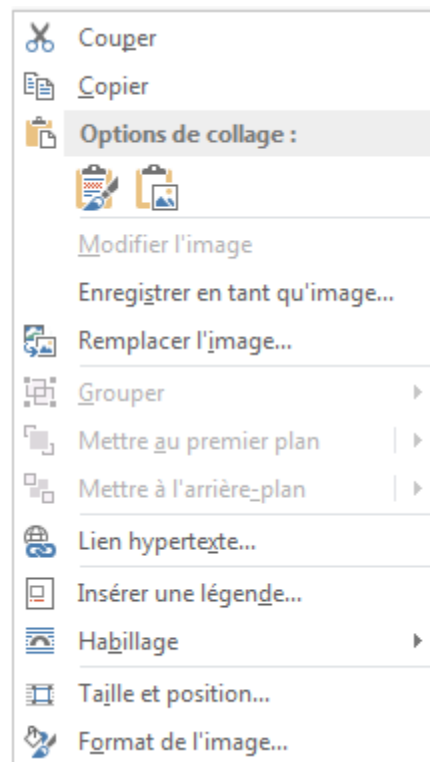 Couper
Copier
Options de collage :
Modifier l'image
Enregistrer en tant qu'image...
Remplacer l'image...
Grouper
Mettre au premier plan
Mettre à l'arrière-plan
Lien hypertexte...
Insérer une légende...
Habillage
Taille et position...
Format de l'image...